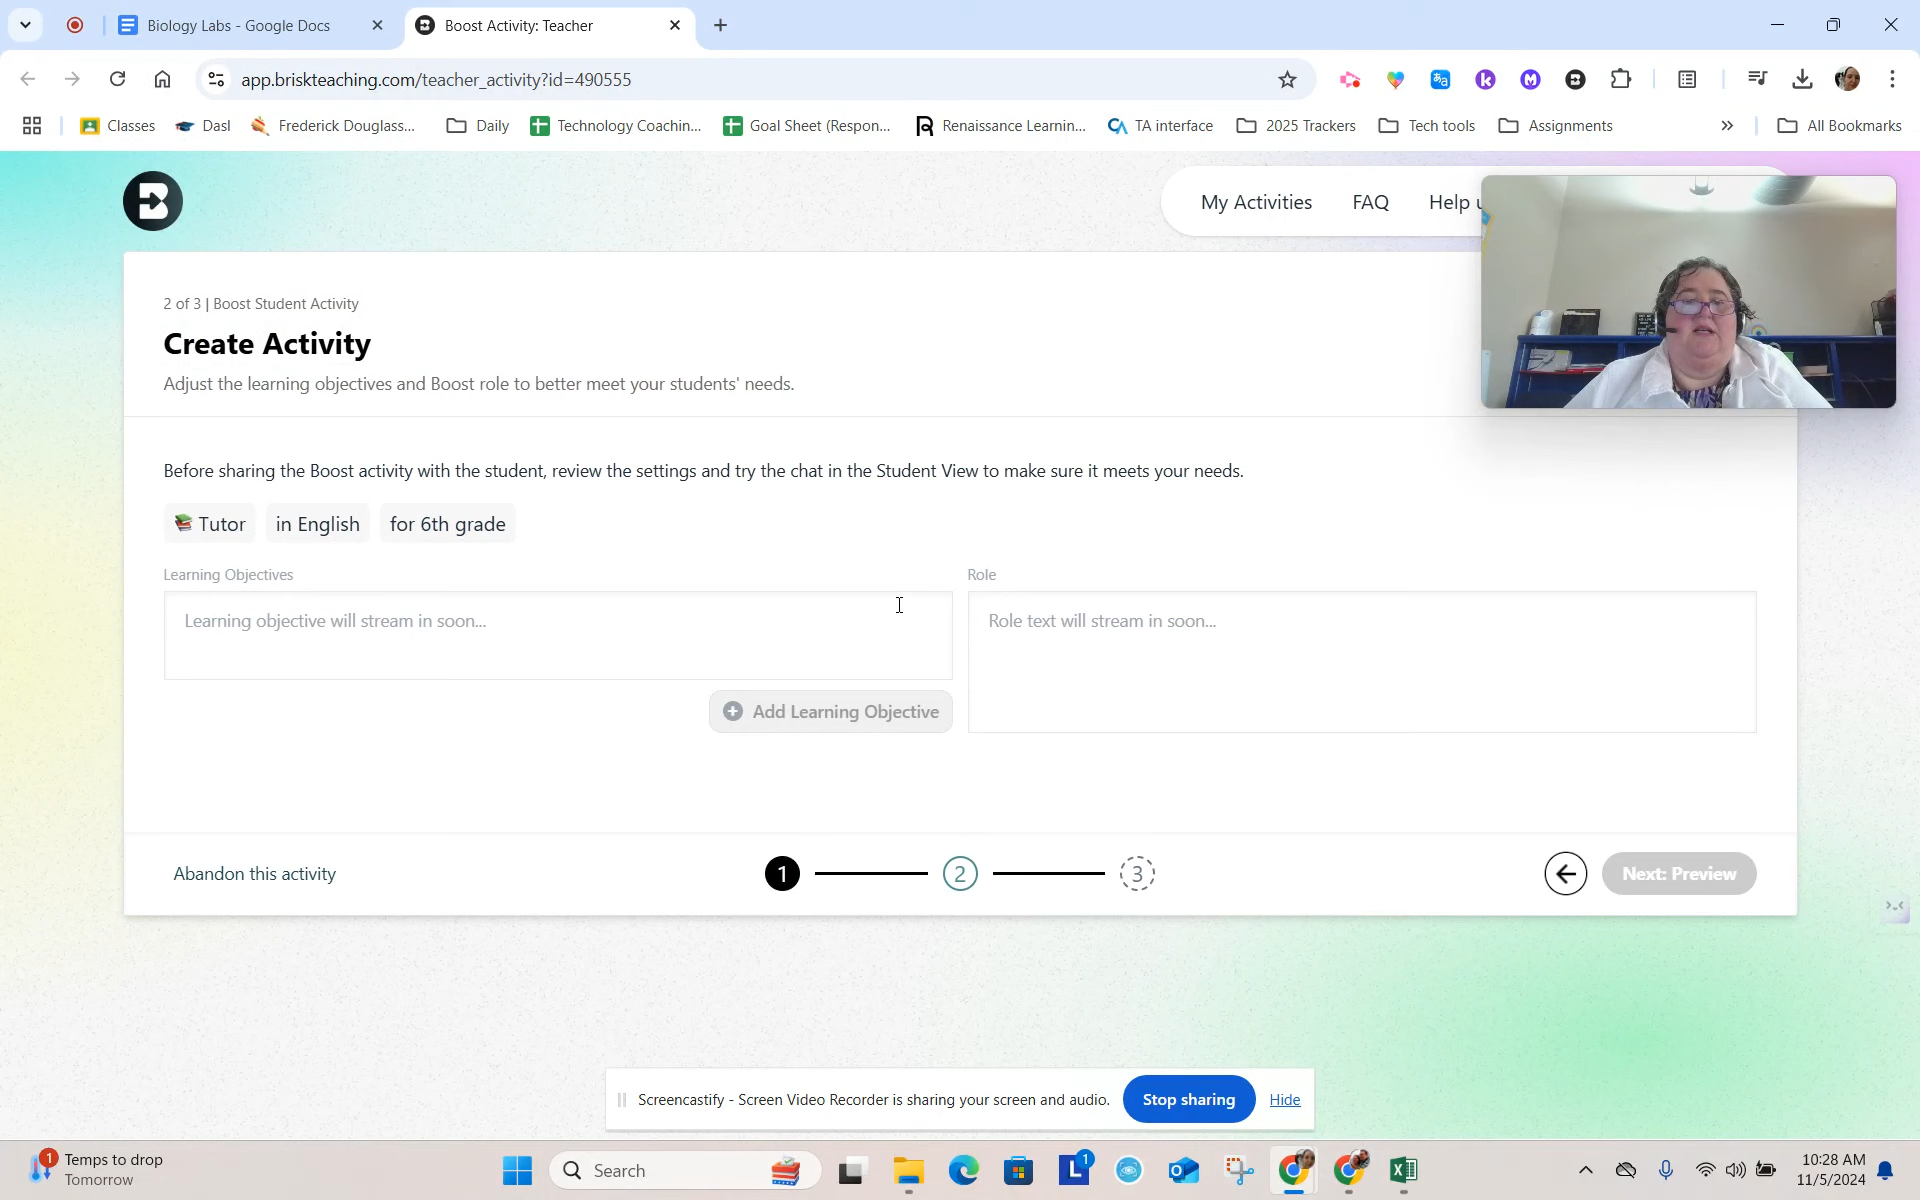 Biology Labs - Google Docs
Boost Activity: Teacher
app.briskteaching.com/teacher_activity?id=490555
Classes
Dasl
Frederick Douglass...
Daily
Technology Coachin...
Goal Sheet (Respon...
Renaissance Learnin...
TA interface
2025 Trackers
Tech tools
Assignments
All Bookmarks
My Activities
FAQ
Help u
2 of 3 | Boost Student Activity
Create Activity
Adjust the learning objectives and Boost role to better meet your students' needs.
Before sharing the Boost activity with the student, review the settings and try the chat in the Student View to make sure it meets your needs.
Tutor
in English
for 6th grade
Learning Objectives
Role
Learning objective will stream in soon...
Role text will stream in soon...
Add Learning Objective
Abandon this activity
1
2
3
Next: Preview
Screencastify - Screen Video Recorder is sharing your screen and audio.
Stop sharing
Hide
1
Temps to drop
Tomorrow
Search
1
10:28 AM
11/5/2024